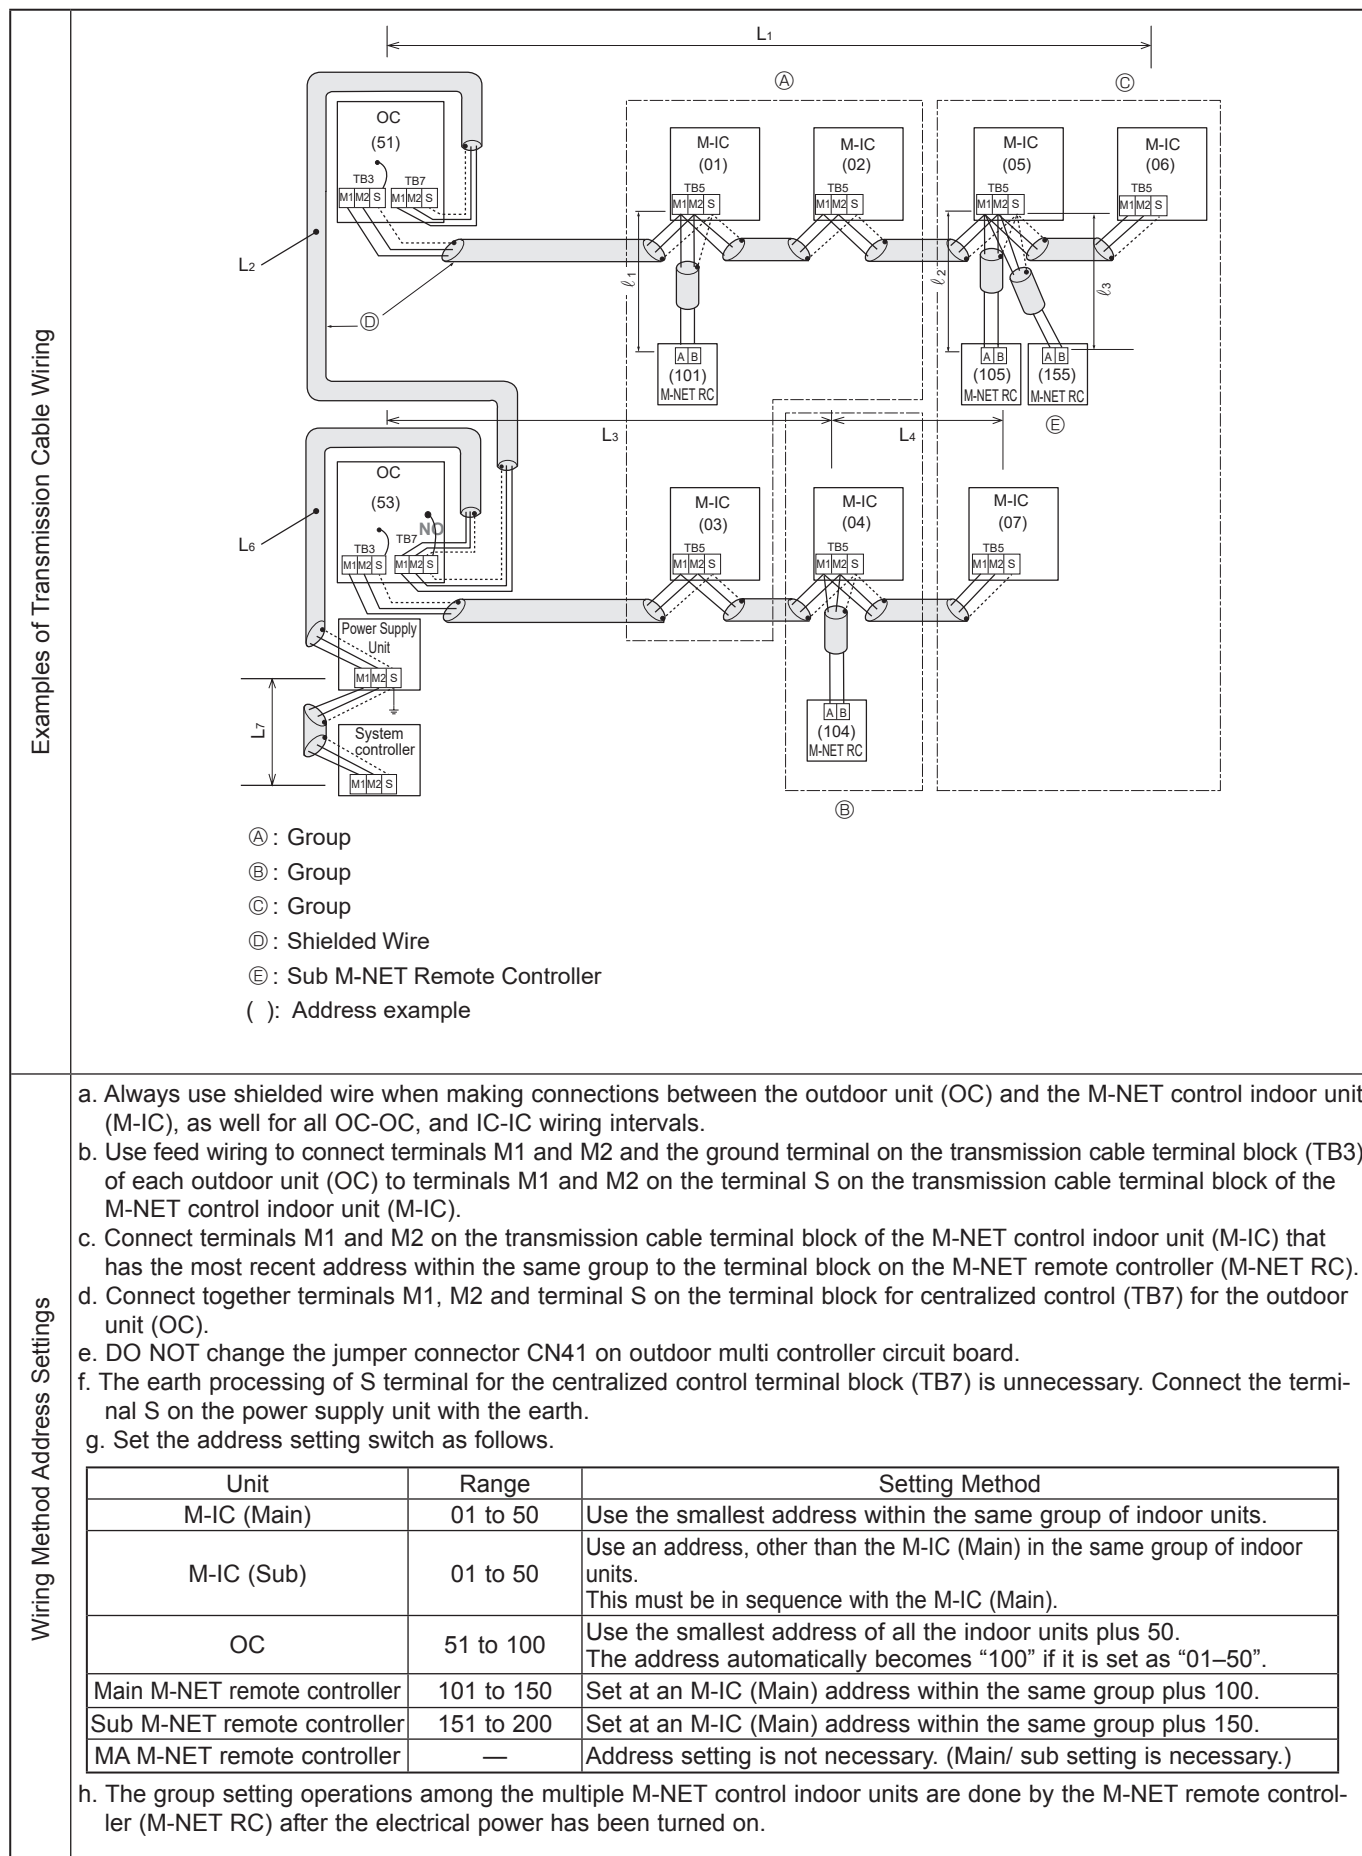 Examples of Transmission Cable Wiring
L1
Ⓐ
Ⓒ
OC
(51)
TB3
TB7
M1 M2 S
M1 M2 S
M-IC
(01)
TB5
M1 M2 S
M-IC
(02)
TB5
M1 M2 S
M-IC
(05)
TB5
M1 M2 S
M-IC
(06)
TB5
M1 M2 S
L2
Ⓓ
ℓ1
ℓ2
ℓ3
A B
(101)
M-NET RC
A B
(105)
M-NET RC
A B
(155)
M-NET RC
Ⓔ
L3
L4
OC
(53)
NO
TB3
TB7
M1 M2 S
M1 M2 S
L6
M-IC
(03)
TB5
M1 M2 S
M-IC
(04)
TB5
M1 M2 S
M-IC
(07)
TB5
M1 M2 S
Power Supply
Unit
M1 M2 S
L7
System
controller
M1 M2 S
A B
(104)
M-NET RC
Ⓑ
Ⓐ : Group
Ⓑ : Group
Ⓒ : Group
Ⓓ : Shielded Wire
Ⓔ : Sub M-NET Remote Controller
( ): Address example
Wiring Method Address Settings
a. Always use shielded wire when making connections between the outdoor unit (OC) and the M-NET control indoor unit
(M-IC), as well for all OC-OC, and IC-IC wiring intervals.
b. Use feed wiring to connect terminals M1 and M2 and the ground terminal on the transmission cable terminal block (TB3)
of each outdoor unit (OC) to terminals M1 and M2 on the terminal S on the transmission cable terminal block of the
M-NET control indoor unit (M-IC).
c. Connect terminals M1 and M2 on the transmission cable terminal block of the M-NET control indoor unit (M-IC) that
has the most recent address within the same group to the terminal block on the M-NET remote controller (M-NET RC).
d. Connect together terminals M1, M2 and terminal S on the terminal block for centralized control (TB7) for the outdoor
unit (OC).
e. DO NOT change the jumper connector CN41 on outdoor multi controller circuit board.
f. The earth processing of S terminal for the centralized control terminal block (TB7) is unnecessary. Connect the termi-
nal S on the power supply unit with the earth.
g. Set the address setting switch as follows.
Unit Range Setting Method
M-IC (Main) 01 to 50 Use the smallest address within the same group of indoor units.
M-IC (Sub) 01 to 50 Use an address, other than the M-IC (Main) in the same group of indoor
units.
This must be in sequence with the M-IC (Main).
OC 51 to 100 Use the smallest address of all the indoor units plus 50.
The address automatically becomes “100” if it is set as “01–50”.
Main M-NET remote controller 101 to 150 Set at an M-IC (Main) address within the same group plus 100.
Sub M-NET remote controller 151 to 200 Set at an M-IC (Main) address within the same group plus 150.
MA M-NET remote controller — Address setting is not necessary. (Main/ sub setting is necessary.)
h. The group setting operations among the multiple M-NET control indoor units are done by the M-NET remote control-
ler (M-NET RC) after the electrical power has been turned on.